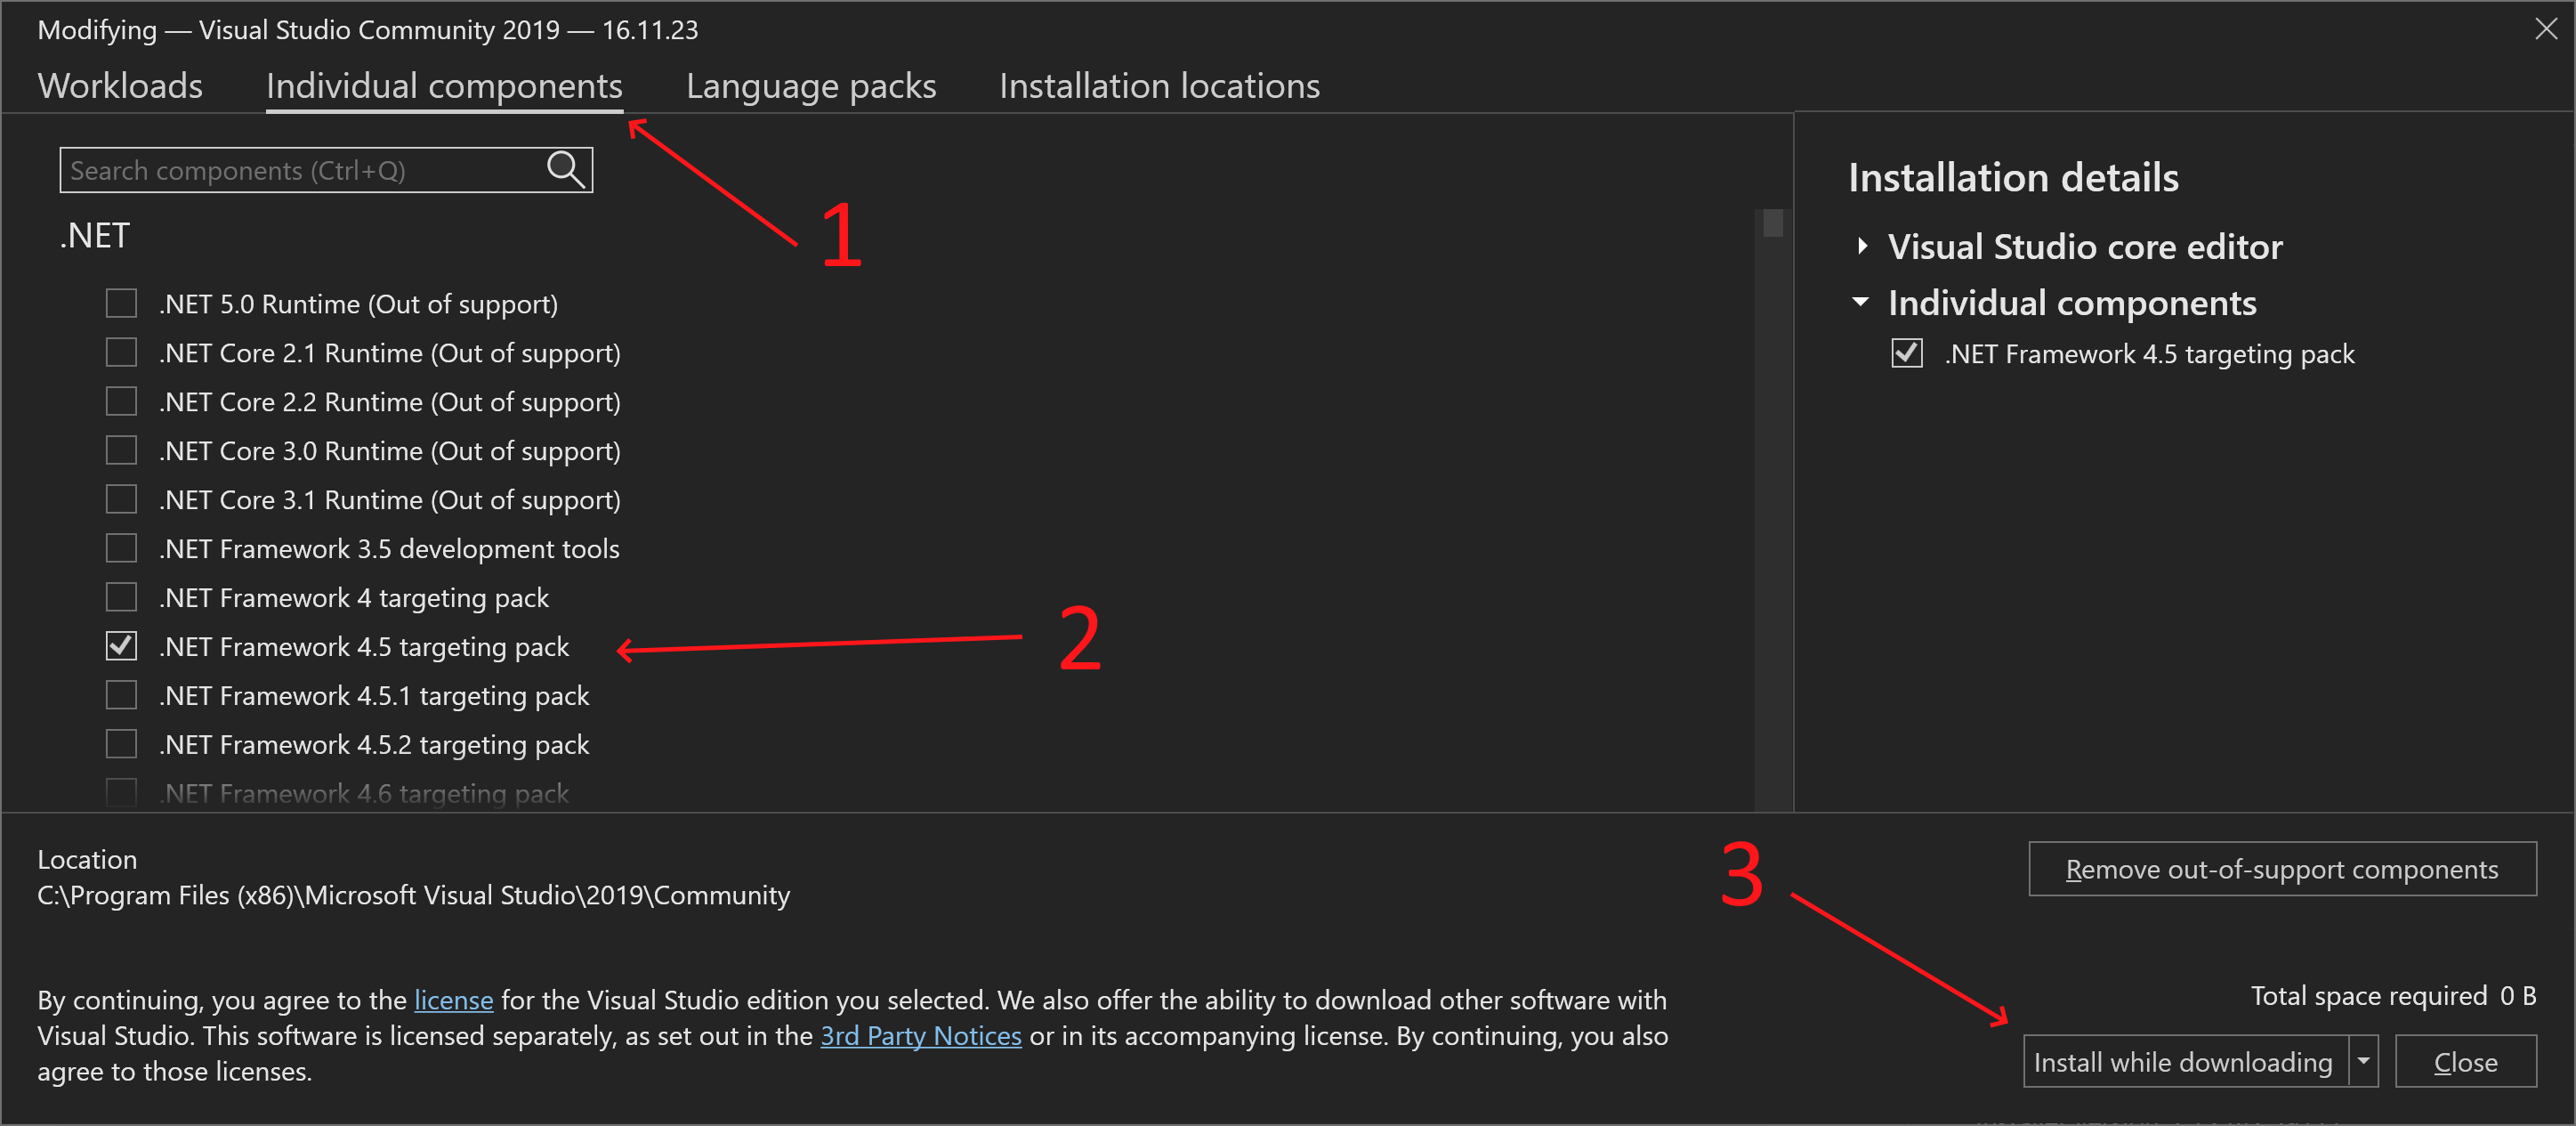 Modifying — Visual Studio Community 2019 — 16.11.23
Workloads
Individual components
Language packs
Installation locations
Search components (Ctrl+Q)
1
.NET
.NET 5.0 Runtime (Out of support)
.NET Core 2.1 Runtime (Out of support)
.NET Core 2.2 Runtime (Out of support)
.NET Core 3.0 Runtime (Out of support)
.NET Core 3.1 Runtime (Out of support)
.NET Framework 3.5 development tools
.NET Framework 4 targeting pack
.NET Framework 4.5 targeting pack
2
.NET Framework 4.5.1 targeting pack
.NET Framework 4.5.2 targeting pack
.NET Framework 4.6 targeting pack
Installation details
Visual Studio core editor
Individual components
.NET Framework 4.5 targeting pack
Location
C:\Program Files (x86)\Microsoft Visual Studio\2019\Community
3
Remove out-of-support components
By continuing, you agree to the license for the Visual Studio edition you selected. We also offer the ability to download other software with
Visual Studio. This software is licensed separately, as set out in the 3rd Party Notices or in its accompanying license. By continuing, you also
agree to those licenses.
Total space required 0 B
Install while downloading
Close